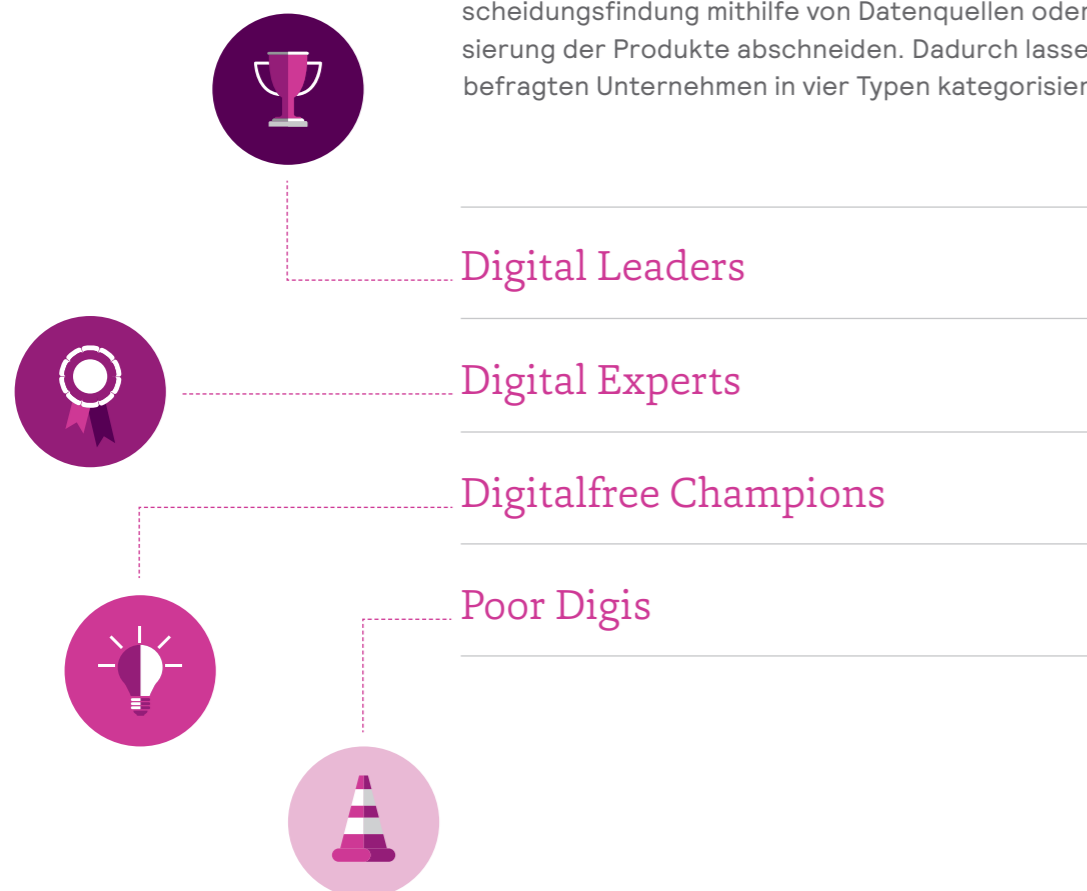 scheidungsfindung mithilfe von Datenquellen oder
sierung der Produkte abschneiden. Dadurch lasse
befragten Unternehmen in vier Typen kategorisier
Digital Leaders
Digital Experts
Digitalfree Champions
Poor Digis